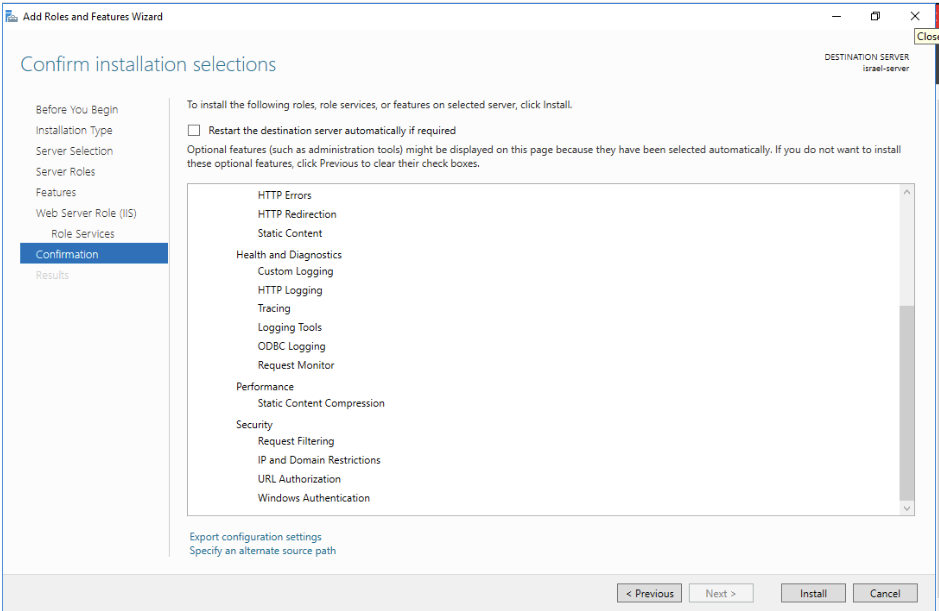 Add Roles and Features Wizard
Close
Confirm installation selections
DESTINATION SERVER
israel-server
Before You Begin
Installation Type
Server Selection
Server Roles
Features
Web Server Role (IIS)
Role Services
Confirmation
Results
To install the following roles, role services, or features on selected server, click Install.
Restart the destination server automatically if required
Optional features (such as administration tools) might be displayed on this page because they have been selected automatically. If you do not want to install
these optional features, click Previous to clear their check boxes.
HTTP Errors
HTTP Redirection
Static Content
Health and Diagnostics
Custom Logging
HTTP Logging
Tracing
Logging Tools
ODBC Logging
Request Monitor
Performance
Static Content Compression
Security
Request Filtering
IP and Domain Restrictions
URL Authorization
Windows Authentication
Export configuration settings
Specify an alternate source path
< Previous
Next >
Install
Cancel